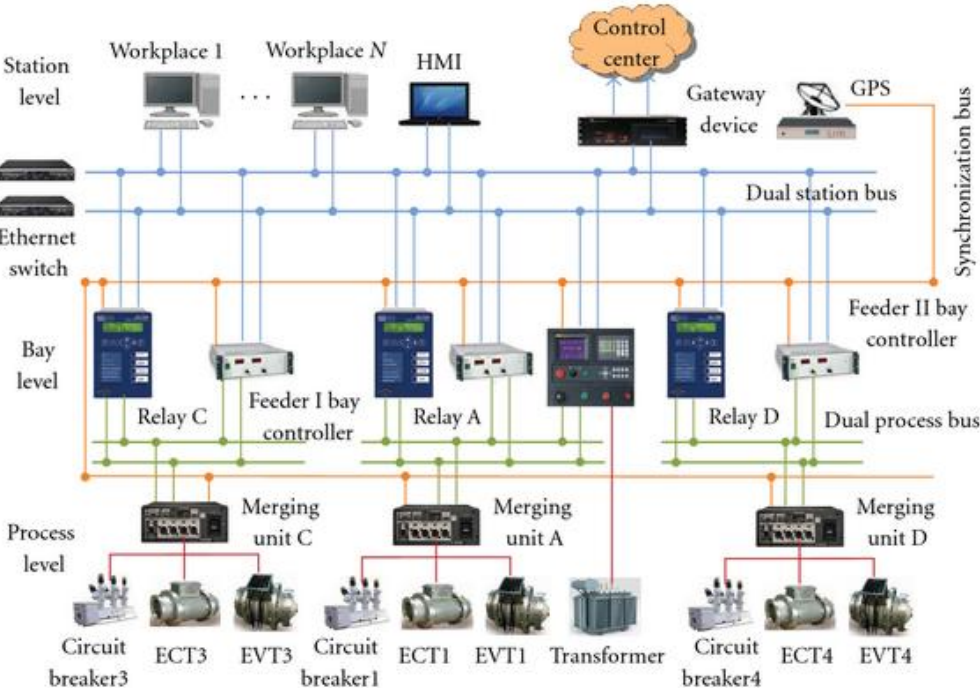 Station
level
Workplace 1
Workplace N
HMI
Control
center
Gateway
device
GPS
Synchronization bus
Dual station bus
Ethernet
switch
Bay
level
Relay C
Feeder I bay
controller
Relay A
Relay D
Feeder II bay
controller
Dual process bus
Process
level
Merging
unit C
Merging
unit A
Merging
unit D
Circuit
breaker3
ECT3
EVT3
Circuit
breaker1
ECT1
EVT1
Transformer
Circuit
breaker4
ECT4
EVT4